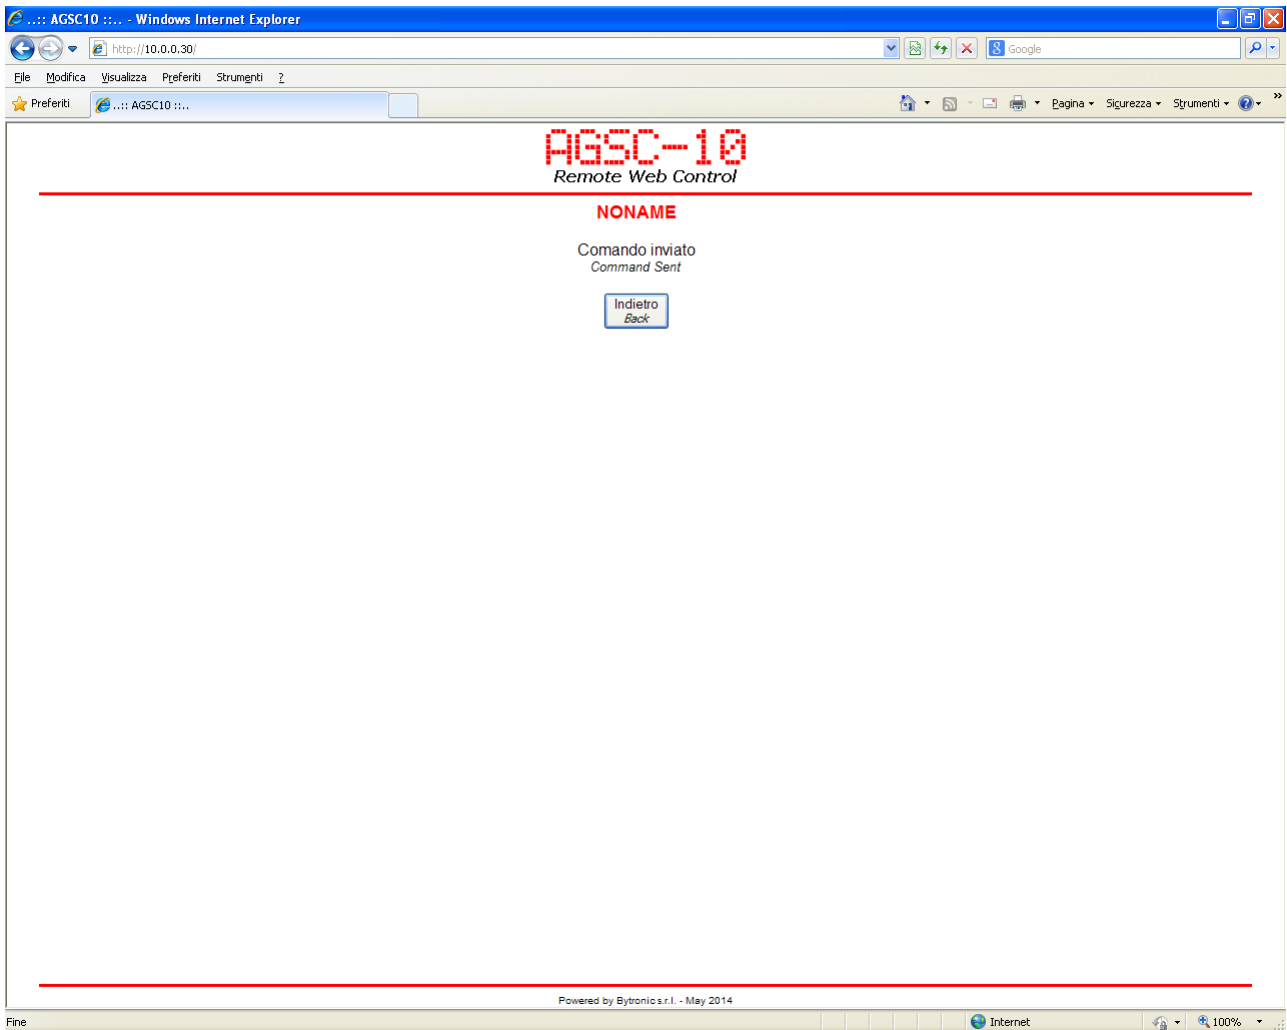 ..:: AGSC10 ::.. - Windows Internet Explorer
http://10.0.0.30/
Google
File Modifica Visualizza Preferiti Strumenti ?
Preferiti ..:: AGSC10 ::.. Pagina Sicurezza Strumenti »
AGSC-10
Remote Web Control
NONAME
Comando inviato
Command Sent
Indietro
Back
Powered by Bytronic s.r.l. - May 2014
Fine Internet 100%